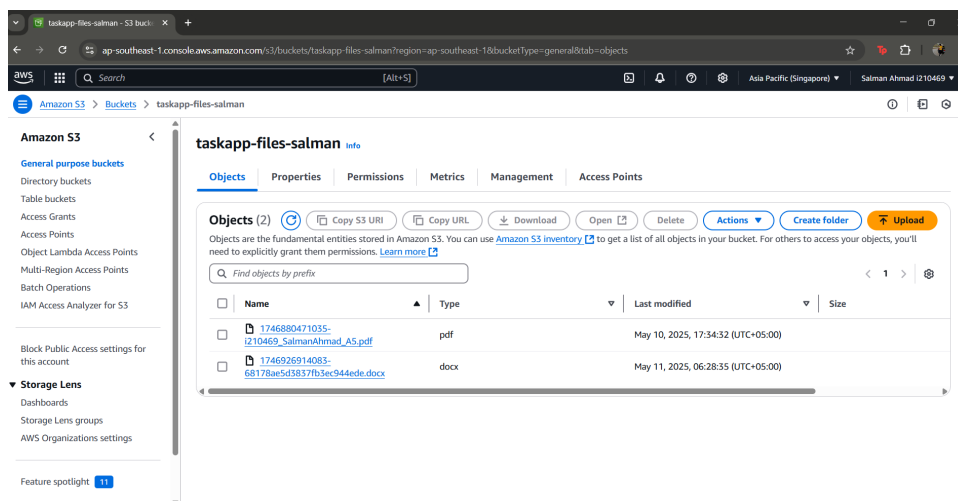 taskapp-files-salman - S3 buck
ap-southeast-1.console.aws.amazon.com/s3/buckets/taskapp-files-salman?region=ap-southeast-1&bucketType=general&tab=objects
Tp
aws
Search
[Alt+S]
Asia Pacific (Singapore)
Salman Ahmad i210469
Amazon S3 > Buckets > taskapp-files-salman
Amazon S3
General purpose buckets
Directory buckets
Table buckets
Access Grants
Access Points
Object Lambda Access Points
Multi-Region Access Points
Batch Operations
IAM Access Analyzer for S3
Block Public Access settings for
this account
Storage Lens
Dashboards
Storage Lens groups
AWS Organizations settings
Feature spotlight 11
taskapp-files-salman Info
Objects Properties Permissions Metrics Management Access Points
Objects (2) Copy S3 URI Copy URL Download Open Delete Actions Create folder Upload
Objects are the fundamental entities stored in Amazon S3. You can use Amazon S3 inventory to get a list of all objects in your bucket. For others to access your objects, you'll
need to explicitly grant them permissions. Learn more
Find objects by prefix
< 1 >
Name Type Last modified Size
1746880471035-
i210469_SalmanAhmad_A5.pdf
pdf
May 10, 2025, 17:34:32 (UTC+05:00)
1746926914083-
68178ae5d3837fb3ec944ede.docx
docx
May 11, 2025, 06:28:35 (UTC+05:00)